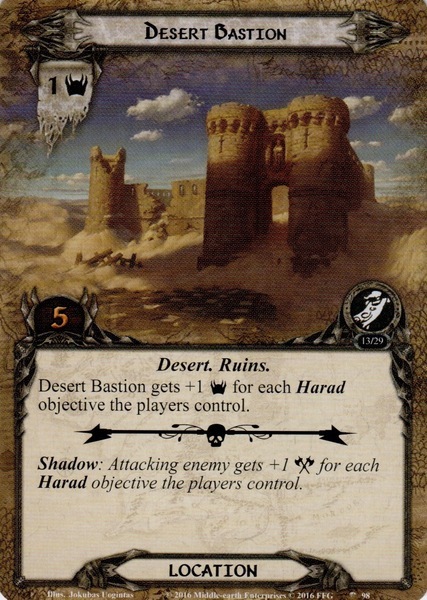 DESERT BASTION
1
5
13/29
Desert. Ruins.
Desert Bastion gets +1 for each Harad
objective the players control.
Shadow: Attacking enemy gets +1 for each
Harad objective the players control.
LOCATION
Illus. Jokubas Uogintas © 2016 Middle-earth Enterprises © 2016 FFG 98